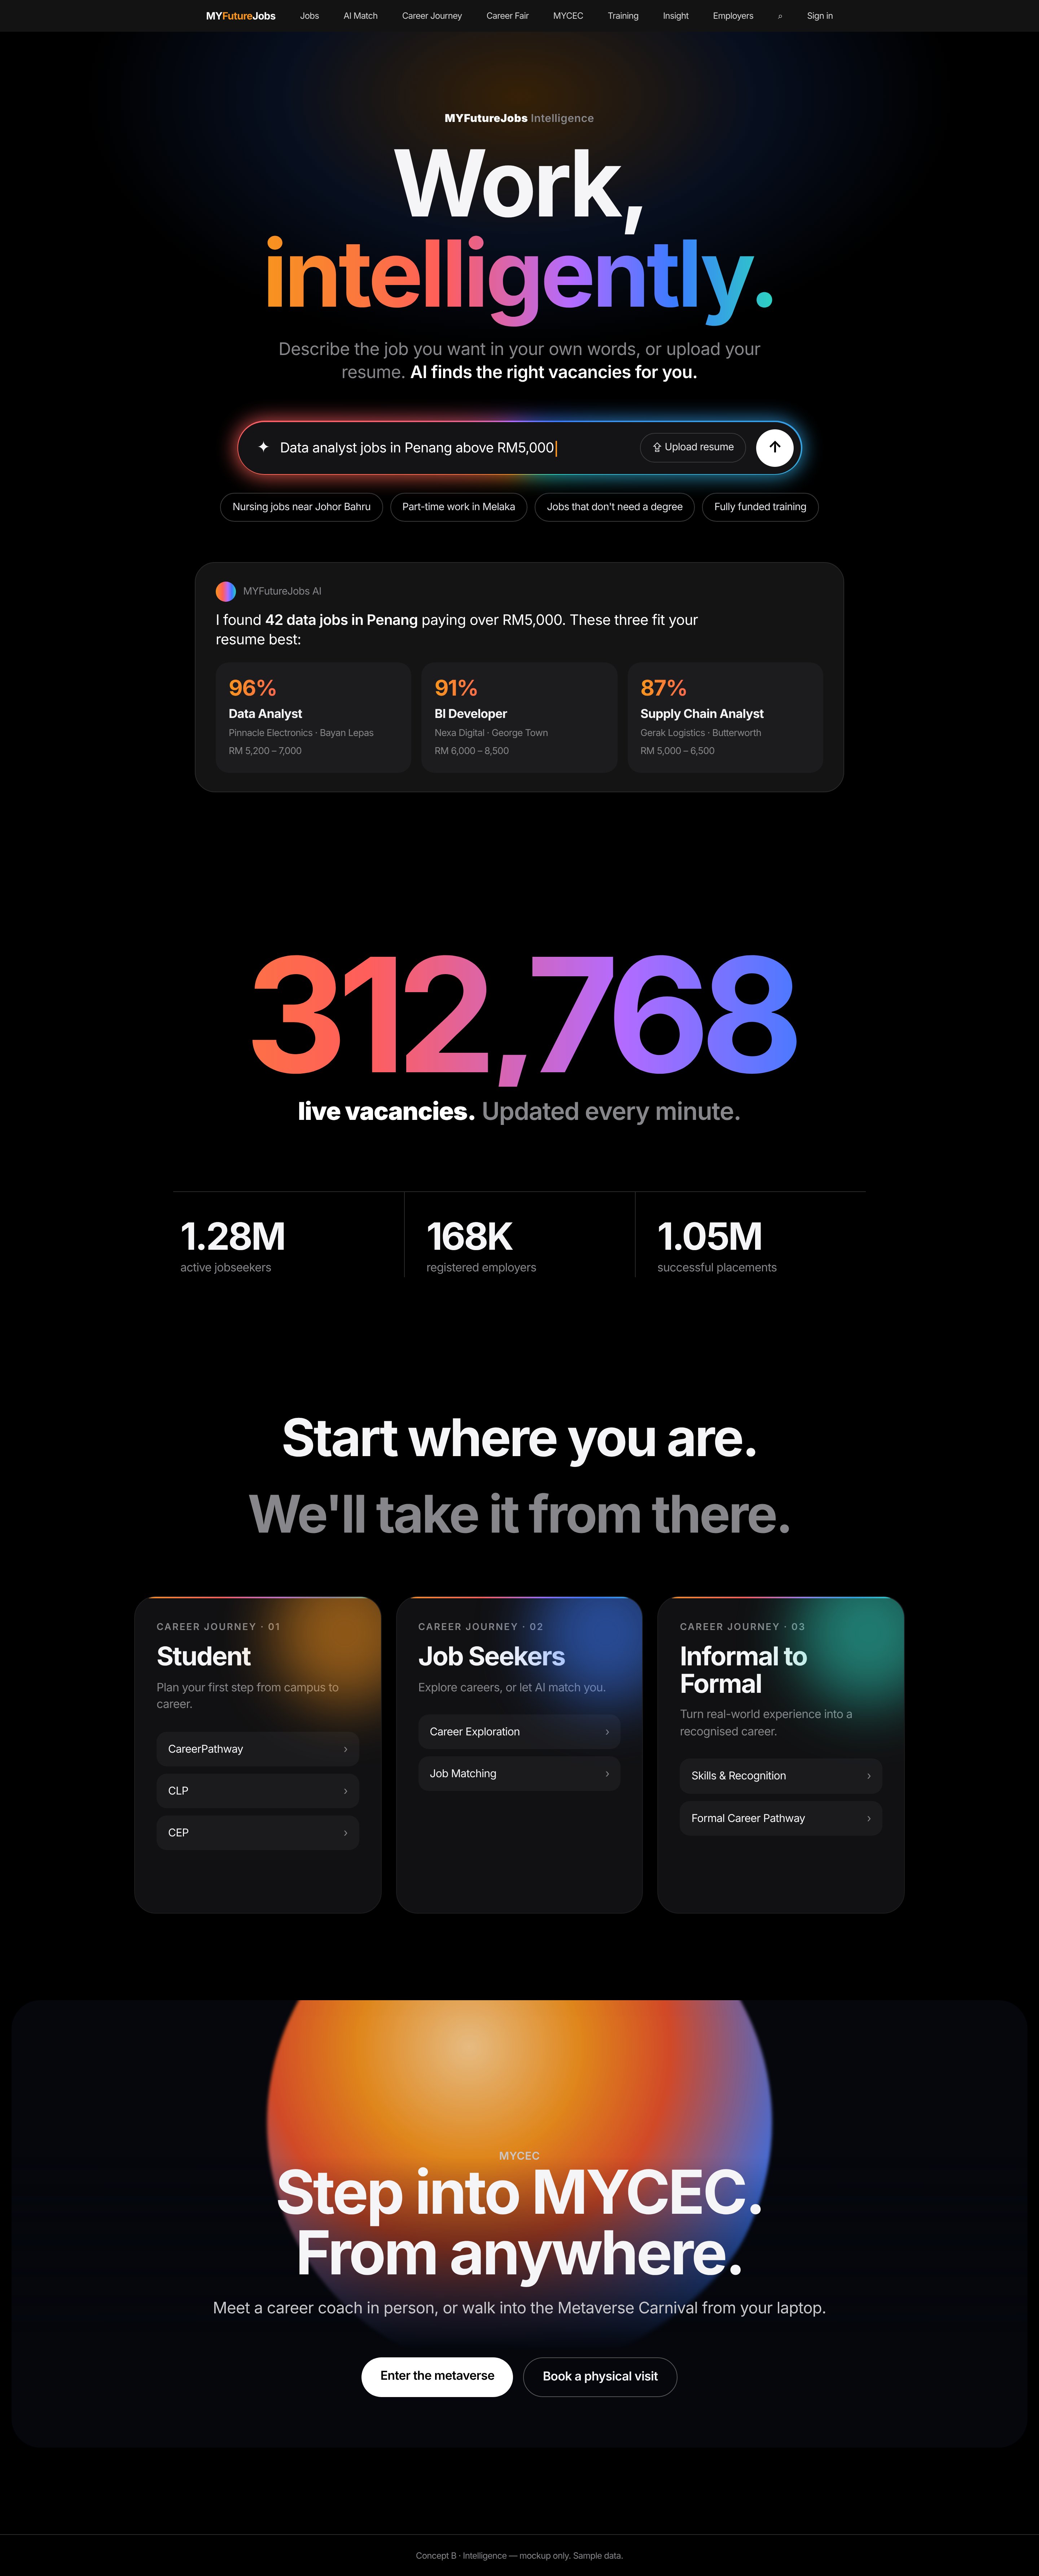 MYFutureJobs Jobs AI Match Career Journey Career Fair MYCEC Training Insight Employers Sign in
MYFutureJobs Intelligence
Work,
intelligently.
Describe the job you want in your own words, or upload your
resume. AI finds the right vacancies for you.
Data analyst jobs in Penang above RM5,000
Upload resume
Nursing jobs near Johor Bahru
Part-time work in Melaka
Jobs that don't need a degree
Fully funded training
MYFutureJobs AI
I found 42 data jobs in Penang paying over RM5,000. These three fit your
resume best:
96%
Data Analyst
Pinnacle Electronics · Bayan Lepas
RM 5,200 – 7,000
91%
BI Developer
Nexa Digital · George Town
RM 6,000 – 8,500
87%
Supply Chain Analyst
Gerak Logistics · Butterworth
RM 5,000 – 6,500
312,768
live vacancies. Updated every minute.
1.28M
active jobseekers
168K
registered employers
1.05M
successful placements
Start where you are.
We'll take it from there.
CAREER JOURNEY · 01
Student
Plan your first step from campus to
career.
CareerPathway ›
CLP ›
CEP ›
CAREER JOURNEY · 02
Job Seekers
Explore careers, or let AI match you.
Career Exploration ›
Job Matching ›
CAREER JOURNEY · 03
Informal to
Formal
Turn real-world experience into a
recognised career.
Skills & Recognition ›
Formal Career Pathway ›
MYCEC
Step into MYCEC.
From anywhere.
Meet a career coach in person, or walk into the Metaverse Carnival from your laptop.
Enter the metaverse
Book a physical visit
Concept B · Intelligence — mockup only. Sample data.